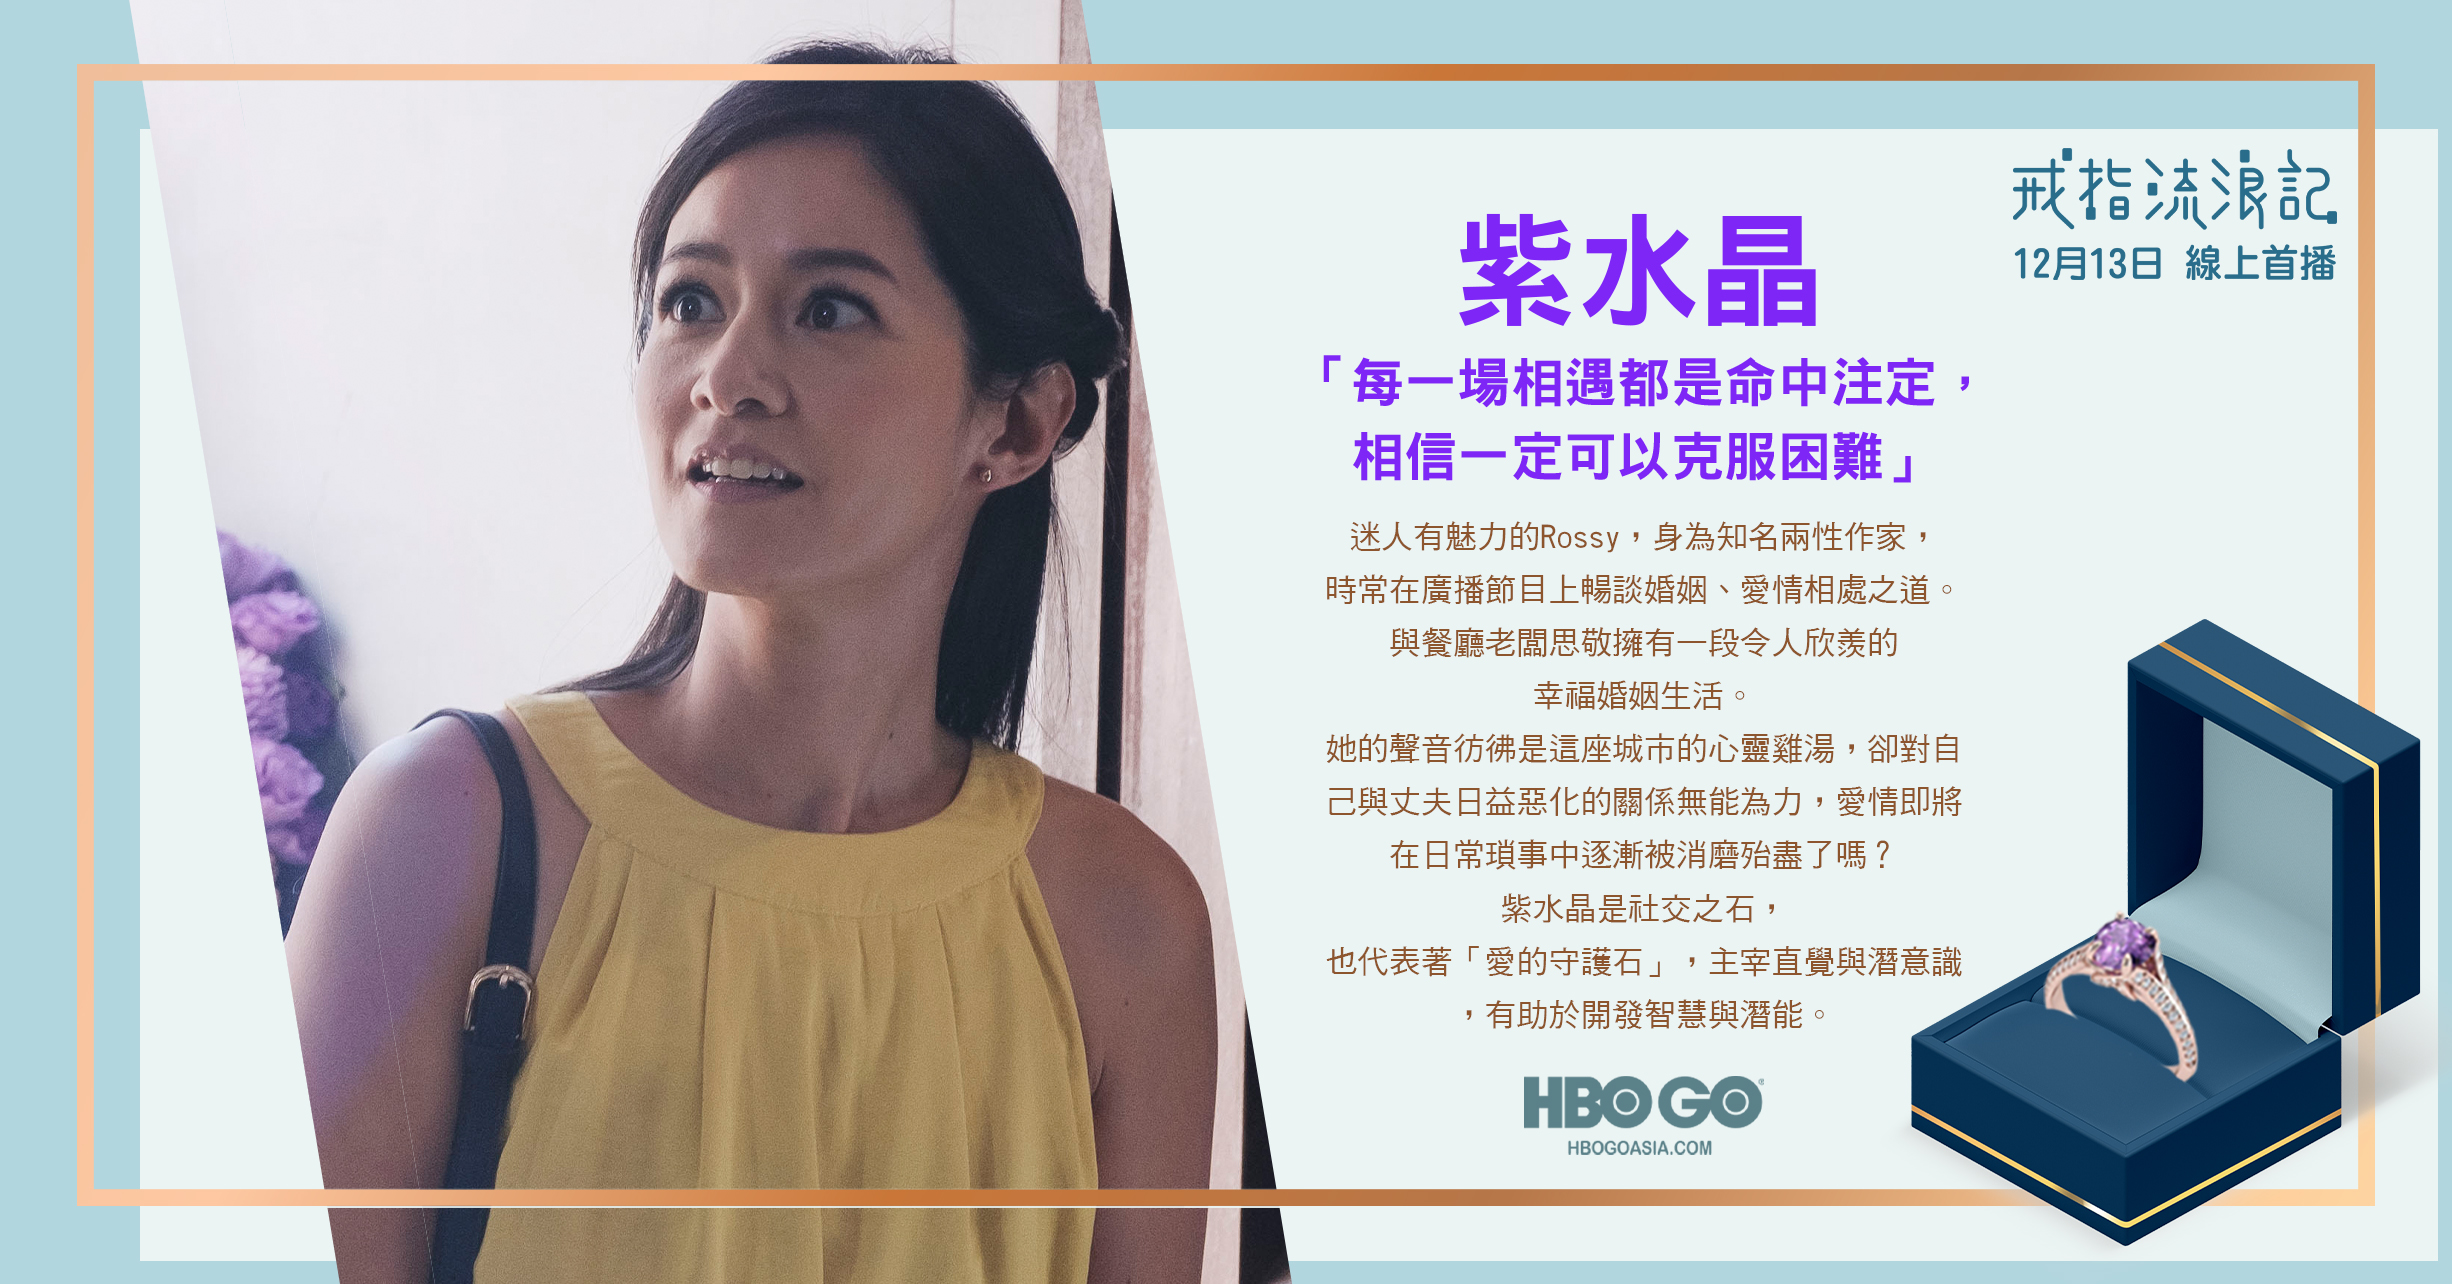 戒指流浪記
12月13日 線上首播
紫水晶
「每一場相遇都是命中注定，
相信一定可以克服困難」
迷人有魅力的Rossy，身為知名兩性作家，
時常在廣播節目上暢談婚姻、愛情相處之道。
與餐廳老闆思敬擁有一段令人欣羨的
幸福婚姻生活。
她的聲音彷彿是這座城市的心靈雞湯，卻對自
己與丈夫日益惡化的關係無能為力，愛情即將
在日常瑣事中逐漸被消磨殆盡了嗎？
紫水晶是社交之石，
也代表著「愛的守護石」，主宰直覺與潛意識
，有助於開發智慧與潛能。
HBO GO®
HBOGOASIA.COM